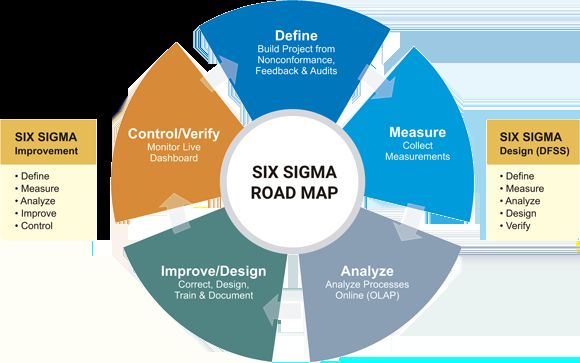 Define
Build Project from
Nonconformance,
Feedback & Audits
Control/Verify
Monitor Live
Dashboard
Measure
Collect
Measurements
SIX SIGMA
ROAD MAP
Improve/Design
Correct, Design,
Train & Document
Analyze
Analyze Processes
Online (OLAP)
SIX SIGMA
Improvement
• Define
• Measure
• Analyze
• Improve
• Control
SIX SIGMA
Design (DFSS)
• Define
• Measure
• Analyze
• Design
• Verify